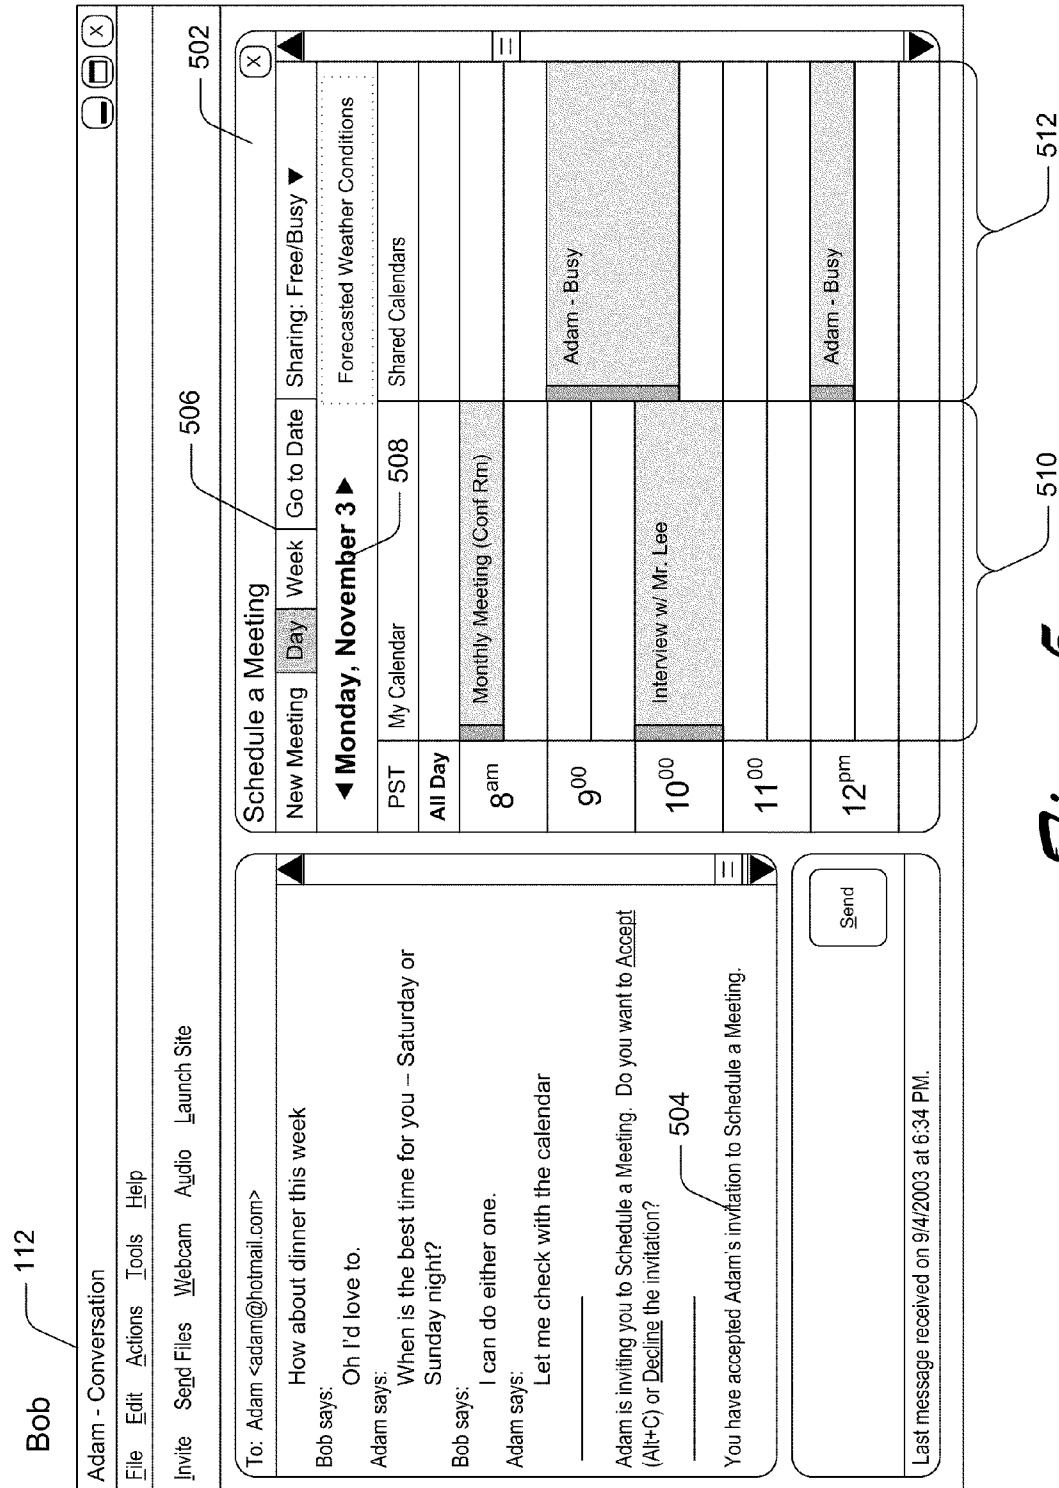 Bob
112
Adam - Conversation
File Edit Actions Tools Help
Invite Send Files Webcam Audio Launch Site
To: Adam <adam@hotmail.com>
How about dinner this week
Bob says:
Oh I'd love to.
Adam says:
When is the best time for you – Saturday or
Sunday night?
Bob says:
I can do either one.
Adam says:
Let me check with the calendar
Adam is inviting you to Schedule a Meeting. Do you want to Accept
(Alt+C) or Decline the invitation?
504
You have accepted Adam's invitation to Schedule a Meeting.
Send
Last message received on 9/4/2003 at 6:34 PM.
506
502
Schedule a Meeting
X
X
New Meeting Day Week Go to Date Sharing: Free/Busy
Monday, November 3
Forecasted Weather Conditions
508
PST My Calendar Shared Calendars
All Day
8am Monthly Meeting (Conf Rm)
900 Adam - Busy
1000 Interview w/ Mr. Lee
1100
12pm Adam - Busy
510
512